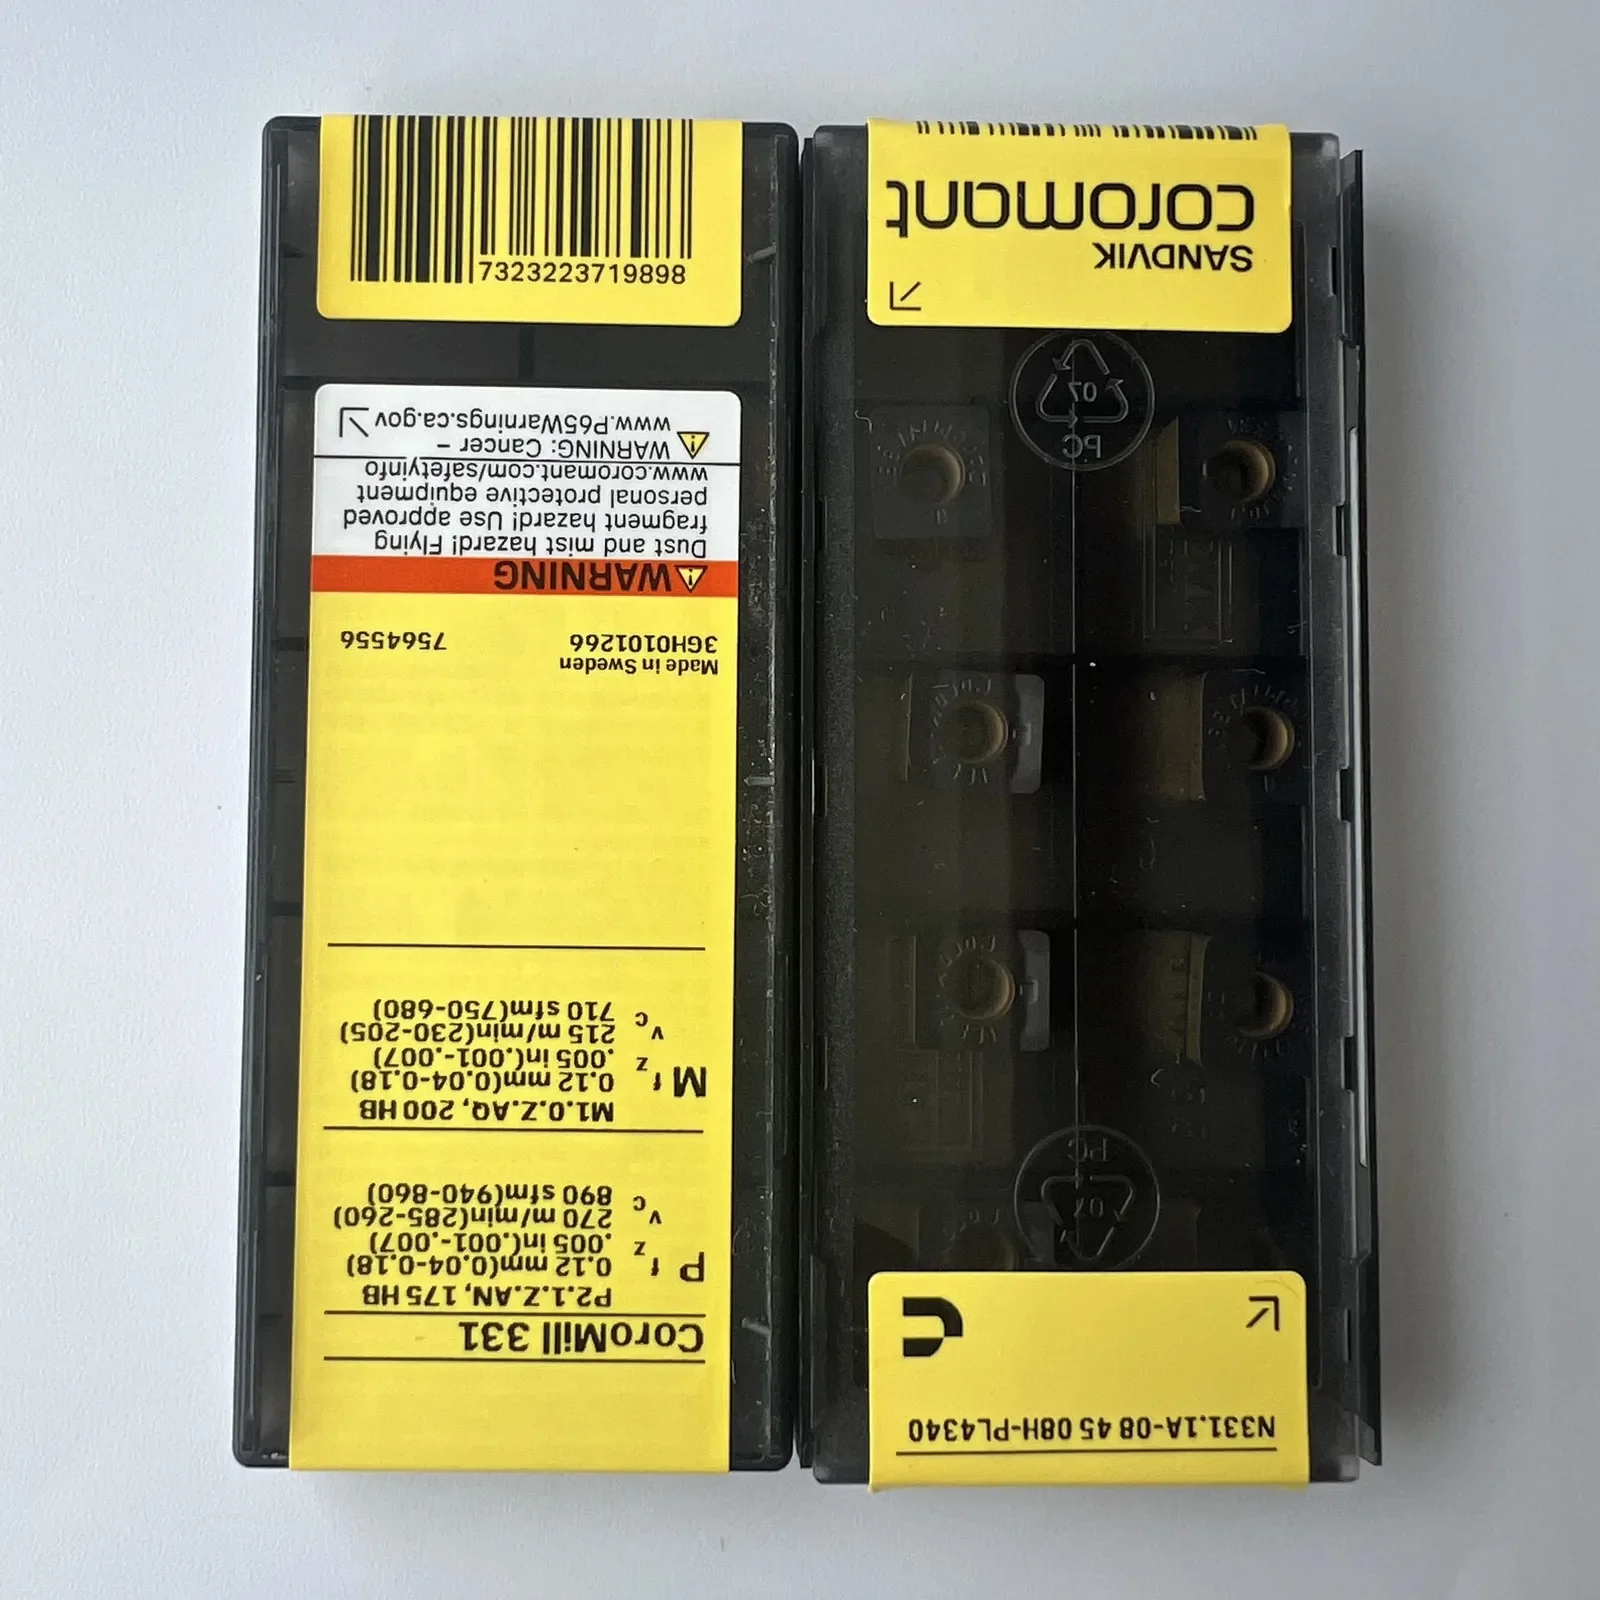 7323223719898
CoroMill 331
P2.1.Z.AN, 175 HB
P
f z 0.12 mm(0.04-0.18)
.005 in(.001-.007)
v c 270 m/min(285-260)
890 sfm(940-860)
M1.0.Z.AQ, 200 HB
M
f z 0.12 mm(0.04-0.18)
.005 in(.001-.007)
v c 215 m/min(230-205)
710 sfm(750-680)
Made in Sweden
3GH0101266 7564556
WARNING
Dust and mist hazard! Flying
fragment hazard! Use approved
personal protective equipment
www.coromant.com/safetyinfo
WARNING: Cancer –
www.P65Warnings.ca.gov
N331.1A-08 45 08H-PL4340
PC
07
07
PC
SANDVIK
coromant